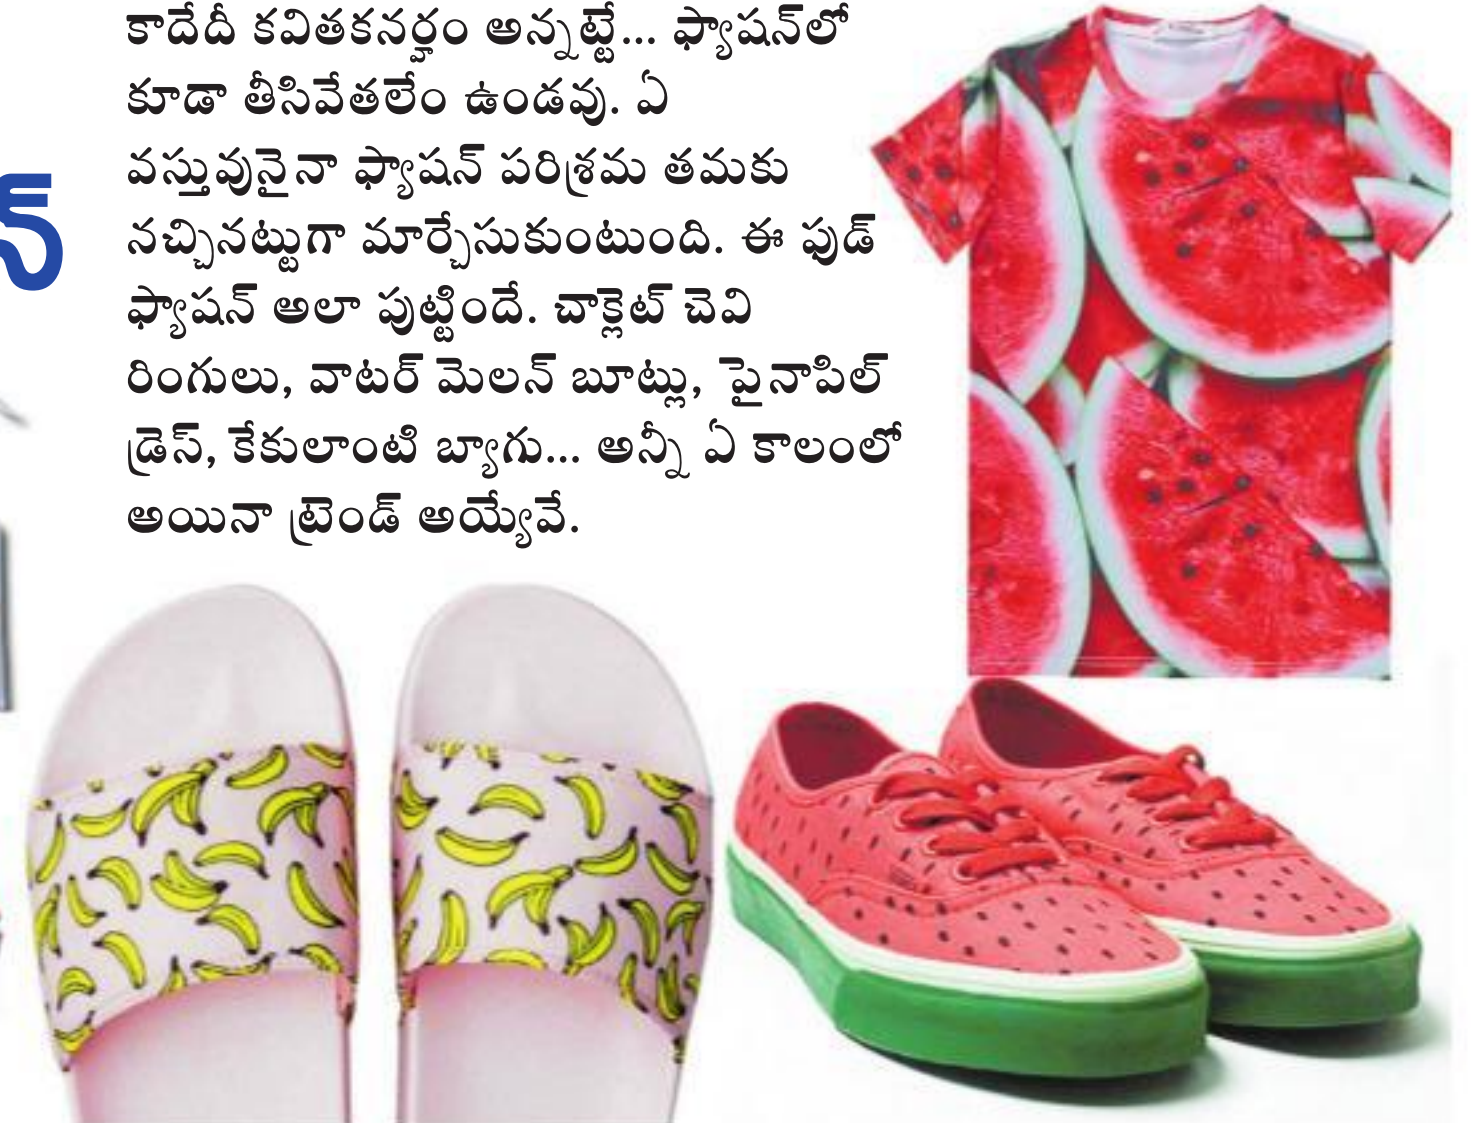 కాదేదీ కవితకనర్హం అన్నట్టే... ఫ్యాషన్‌లో
కూడా తీసివేతలేం ఉండవు. ఏ
వస్తువునైనా ఫ్యాషన్ పరిశ్రమ తమకు
నచ్చినట్టుగా మార్చేసుకుంటుంది. ఈ ఫుడ్
ఫ్యాషన్ అలా పుట్టిందే. చాక్లెట్ చెవి
రింగులు, వాటర్ మెలన్ బూట్లు, పైనాపిల్
డ్రెస్, కేకులాంటి బ్యాగు... అన్నీ ఏ కాలంలో
అయినా ట్రెండ్ అయ్యేవే.